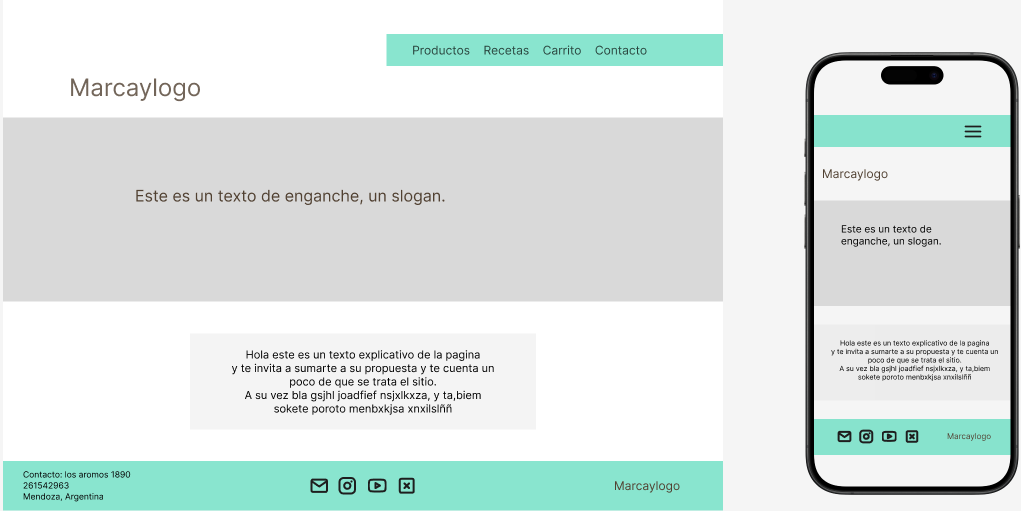 Productos Recetas Carrito Contacto
Marcaylogo
Este es un texto de enganche, un slogan.
Hola este es un texto explicativo de la pagina
y te invita a sumarte a su propuesta y te cuenta un
poco de que se trata el sitio.
A su vez bla gsjhl joadfief nsjxlkxza, y ta,biem
sokete poroto menbxkjsa xnxilslññ
Contacto: los aromos 1890
261542963
Mendoza, Argentina
Marcaylogo
Marcaylogo
Este es un texto de
enganche, un slogan.
Hola este es un texto explicativo de la pagina
y te invita a sumarte a su propuesta y te cuenta un
poco de que se trata el sitio.
A su vez bla gsjhl joadfief nsjxlkxza, y ta,biem
sokete poroto menbxkjsa xnxilslññ
Marcaylogo